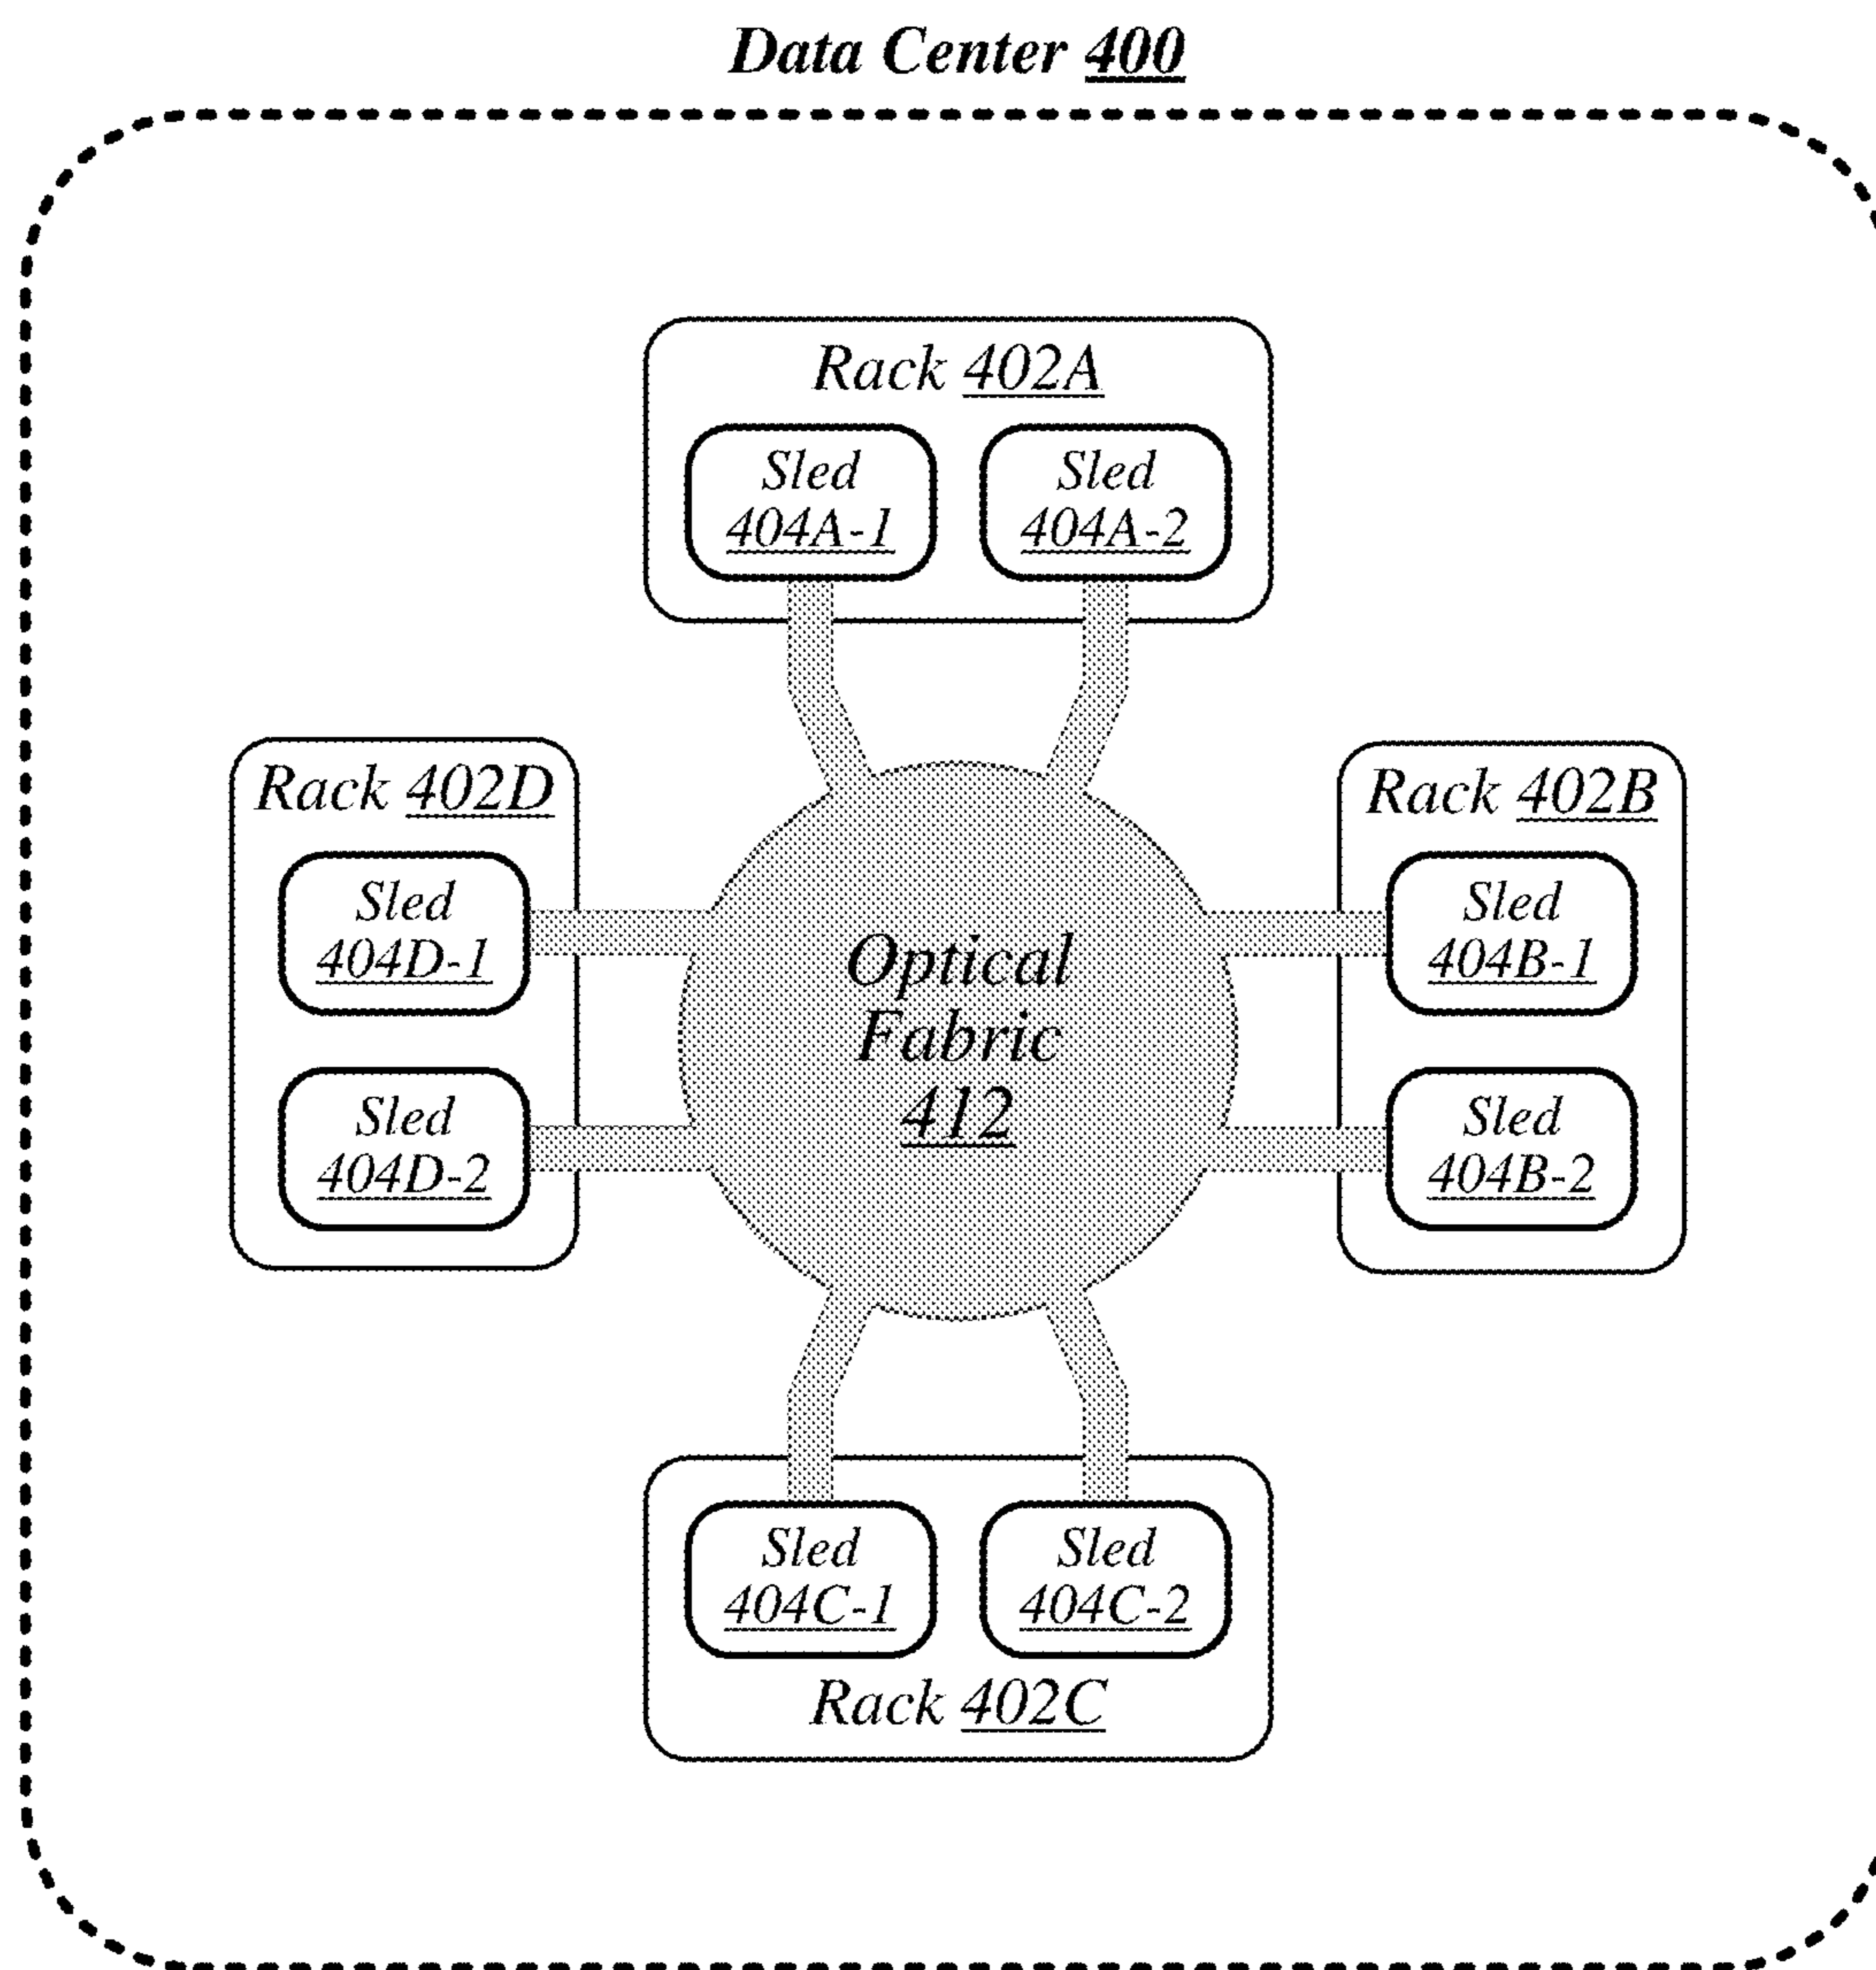 Data Center 400
Rack 402A
Sled
404A-1
Sled
404A-2
Rack 402D
Sled
404D-1
Sled
404D-2
Optical
Fabric
412
Rack 402B
Sled
404B-1
Sled
404B-2
Sled
404C-1
Sled
404C-2
Rack 402C